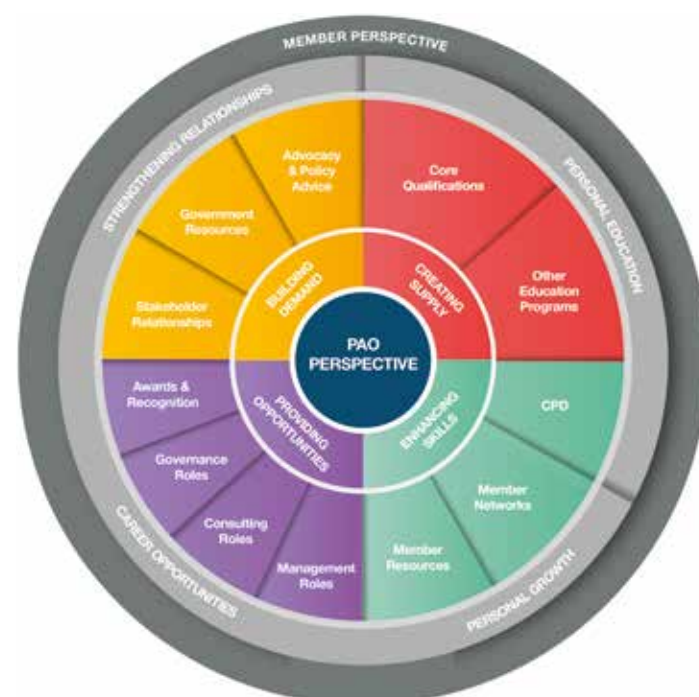 MEMBER PERSPECTIVE
STRENGTHENING RELATIONSHIPS
PERSONAL EDUCATION
Advocacy
& Policy
Advice
Core
Qualifications
Government
Resources
Stakeholder
Relationships
Other
Education
Programs
BUILDING
DEMAND
CREATING
SUPPLY
PAO
PERSPECTIVE
PROVIDING
OPPORTUNITIES
ENHANCING
SKILLS
Awards &
Recognition
Governance
Roles
Consulting
Roles
Management
Roles
CPD
Member
Networks
Member
Resources
CAREER OPPORTUNITIES
PERSONAL GROWTH